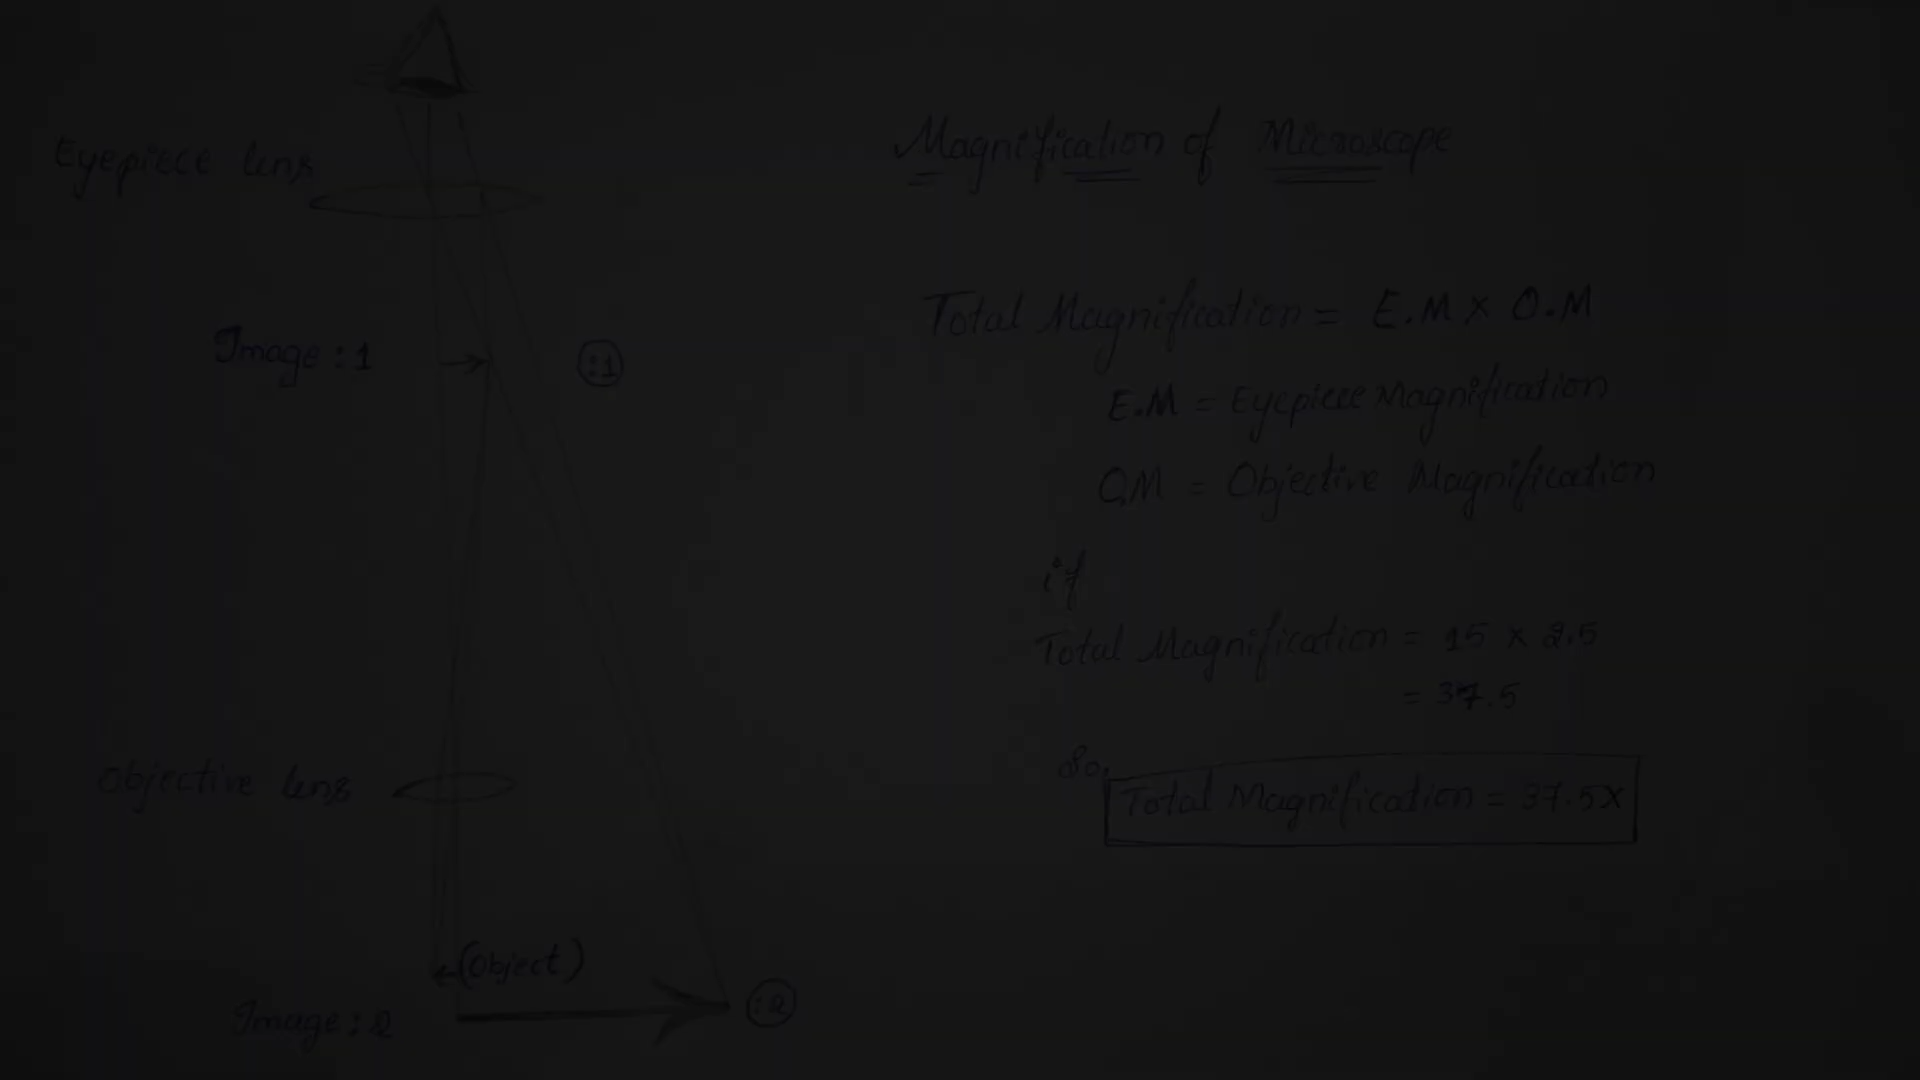 Eyepiece lens
Image : 1
:1
Objective lens
(Object)
Image : 2
:2
Magnification of Microscope
Total Magnification = E.M × O.M
E.M = Eyepiece Magnification
O.M = Objective Magnification
if
Total Magnification = 15 × 2.5
= 37.5
So,
Total Magnification = 37.5X